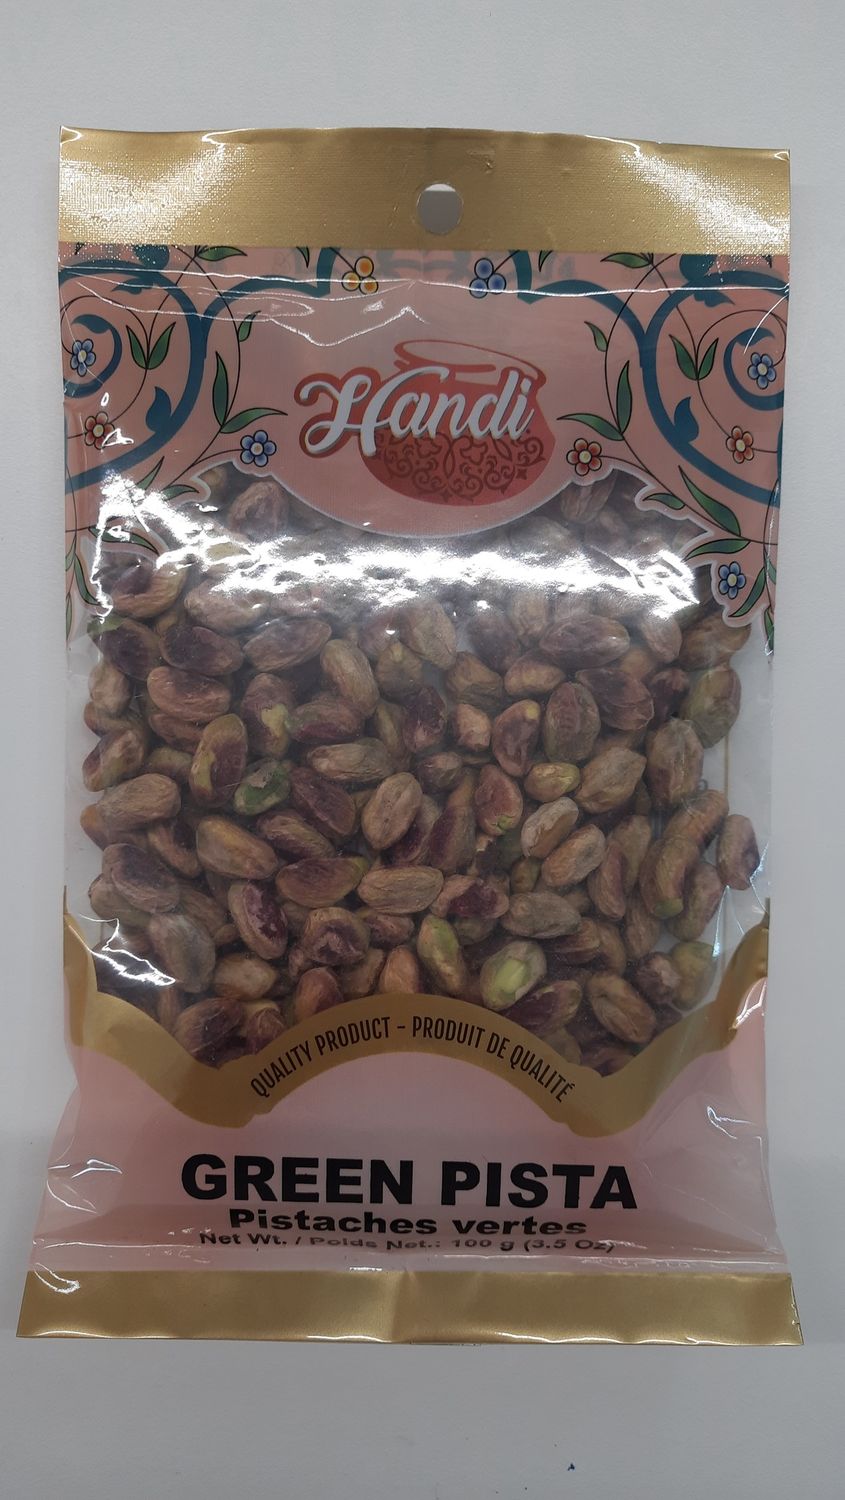 Handi
QUALITY PRODUCT - PRODUIT DE QUALITÉ
GREEN PISTA
Pistaches vertes
Net Wt. / Poids Net.: 100 g (3.5 Oz)